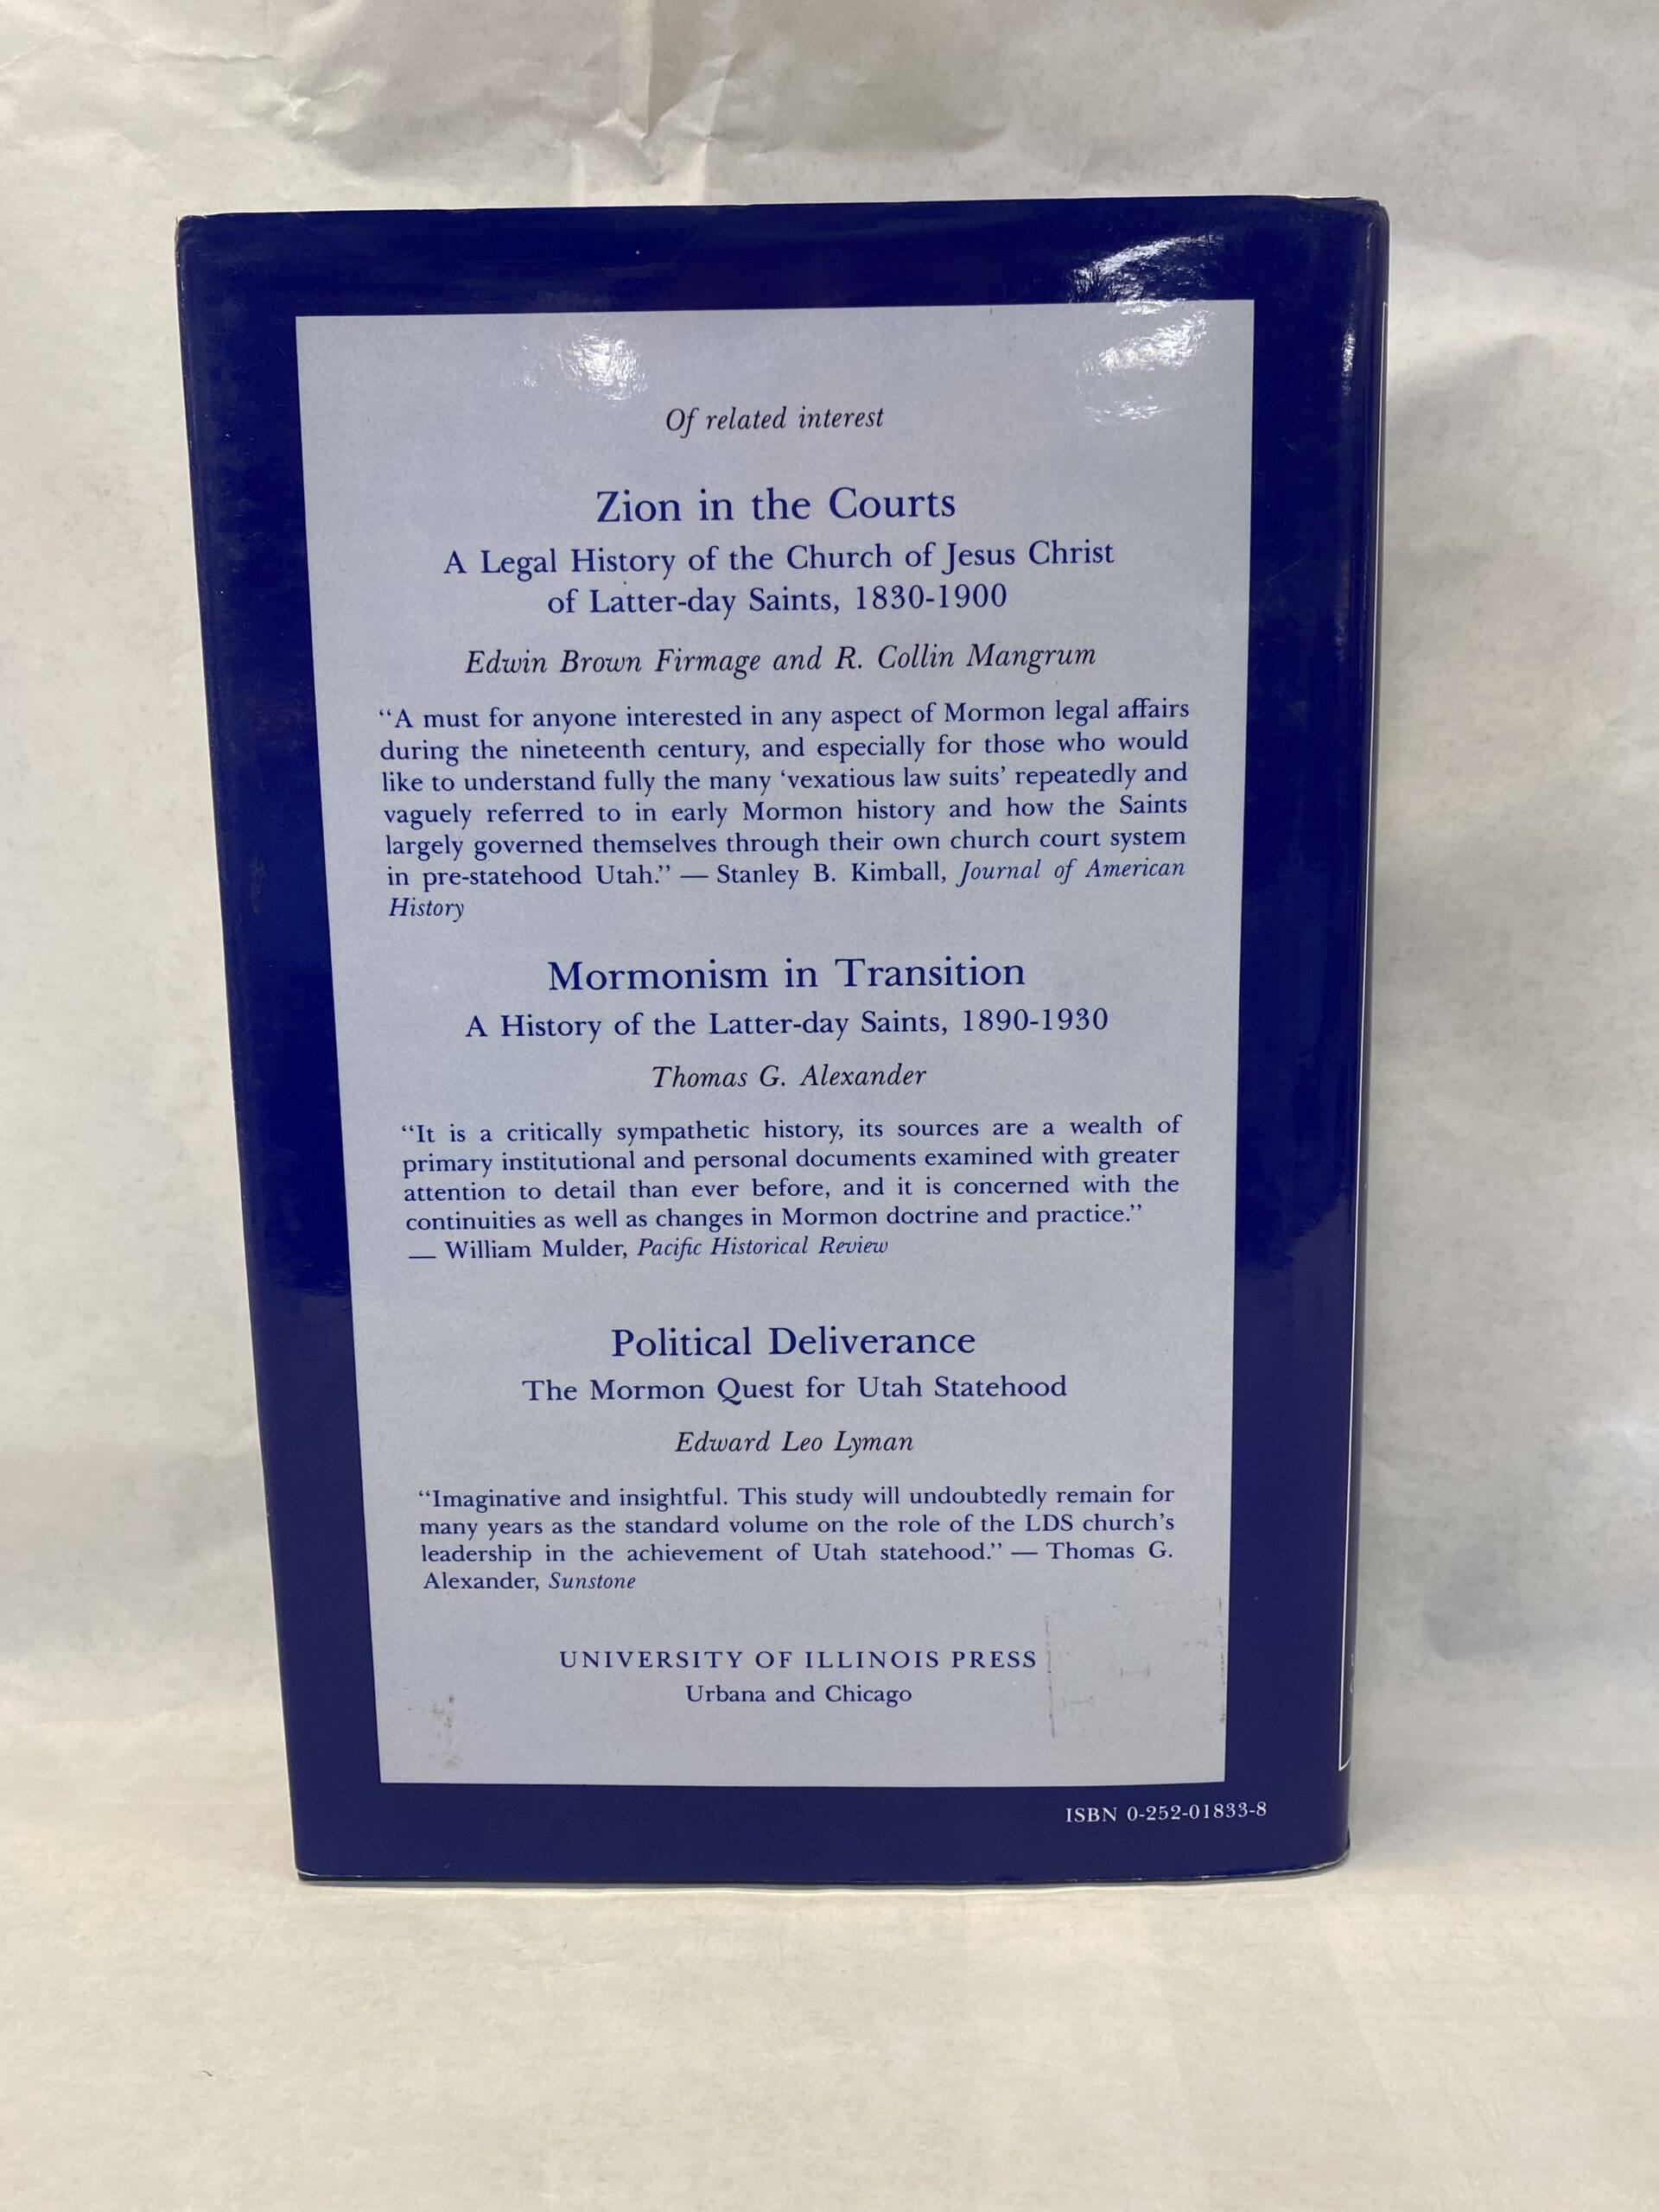 Of related interest
Zion in the Courts
A Legal History of the Church of Jesus Christ
of Latter-day Saints, 1830-1900
Edwin Brown Firmage and R. Collin Mangrum
“A must for anyone interested in any aspect of Mormon legal affairs
during the nineteenth century, and especially for those who would
like to understand fully the many ‘vexatious law suits’ repeatedly and
vaguely referred to in early Mormon history and how the Saints
largely governed themselves through their own church court system
in pre-statehood Utah.” — Stanley B. Kimball, Journal of American
History
Mormonism in Transition
A History of the Latter-day Saints, 1890-1930
Thomas G. Alexander
“It is a critically sympathetic history, its sources are a wealth of
primary institutional and personal documents examined with greater
attention to detail than ever before, and it is concerned with the
continuities as well as changes in Mormon doctrine and practice.”
— William Mulder, Pacific Historical Review
Political Deliverance
The Mormon Quest for Utah Statehood
Edward Leo Lyman
“Imaginative and insightful. This study will undoubtedly remain for
many years as the standard volume on the role of the LDS church’s
leadership in the achievement of Utah statehood.” — Thomas G.
Alexander, Sunstone
UNIVERSITY OF ILLINOIS PRESS
Urbana and Chicago
ISBN 0-252-01833-8